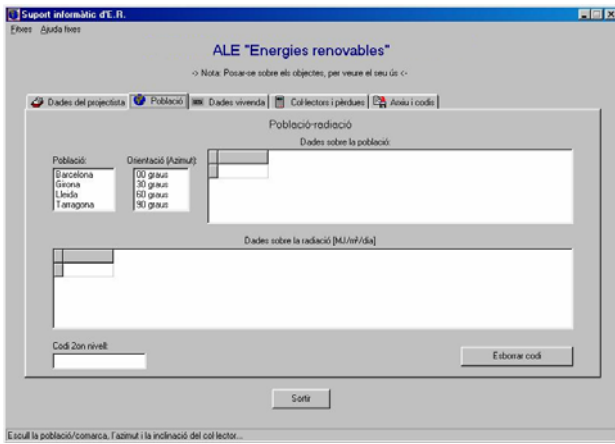 Suport informàtic d'E.R.
Fitxes Ajuda fixes
ALE "Energies renovables"
-> Nota: Posar-se sobre els objectes, per veure el seu ús <-
Dades del projectista Població Dades vivenda Col·lectors i pèrdues Arxiu i codis
Població-radiació
Dades sobre la població:
Població: Orientació (Azimut):
Barcelona 00 graus
Girona 30 graus
Lleida 60 graus
Tarragona 90 graus
Dades sobre la radiació [MJ/m²/dia]
Codi 2on nivell:
Esborrar codi
Sortir
Escull la població/comarca, l'azimut i la inclinació del col·lector...